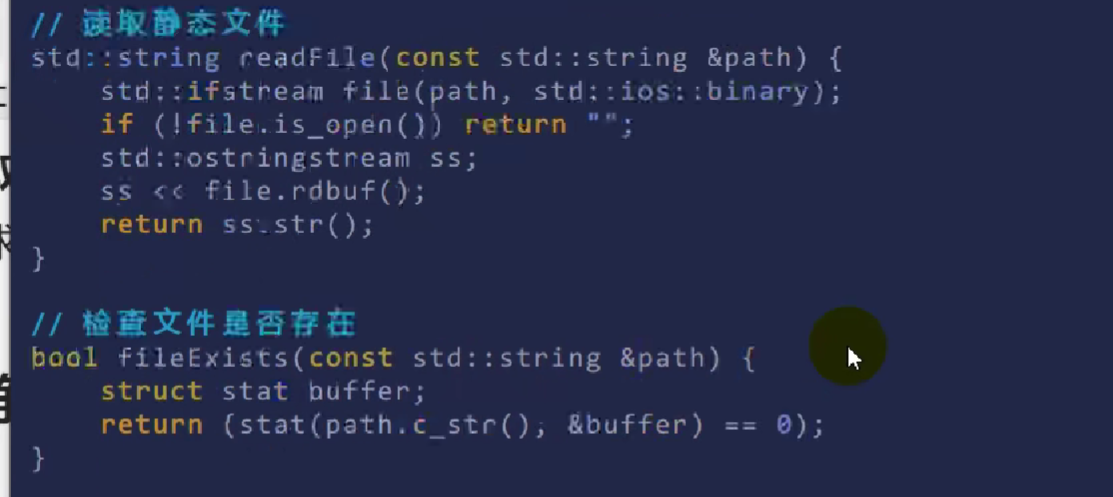 // 读取静态文件
std::string readFile(const std::string &path) {
    std::ifstream file(path, std::ios::binary);
    if (!file.is_open()) return "";
    std::ostringstream ss;
    ss << file.rdbuf();
    return ss.str();
}
// 检查文件是否存在
bool fileExists(const std::string &path) {
    struct stat buffer;
    return (stat(path.c_str(), &buffer) == 0);
}